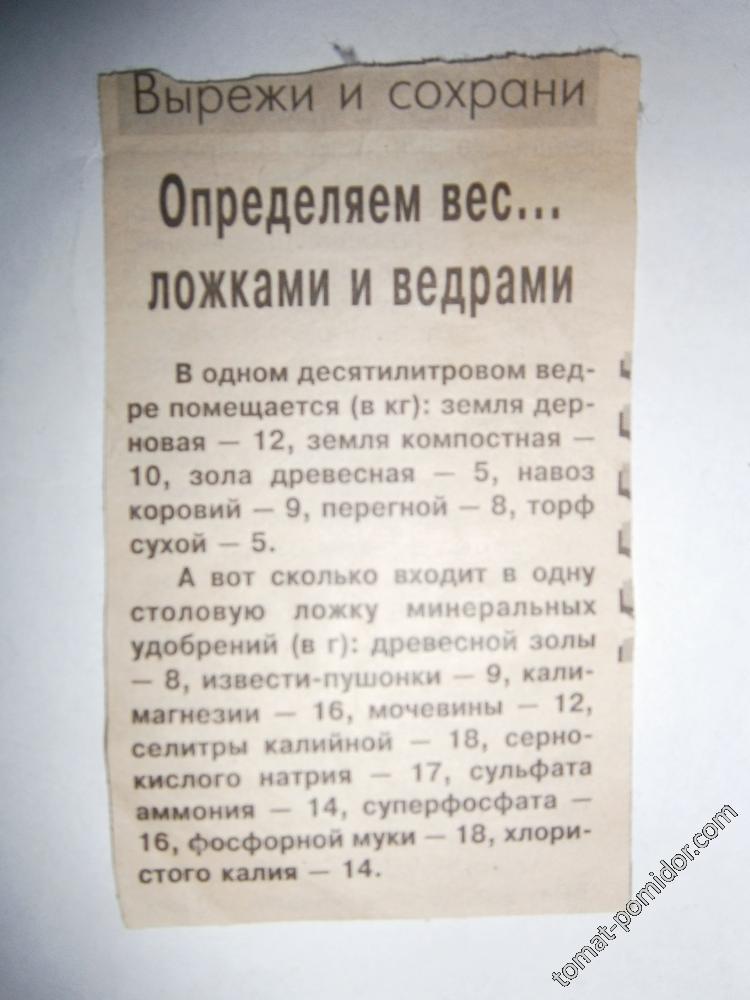 Вырежи и сохрани
Определяем вес...
ложками и ведрами
В одном десятилитровом вед-
ре помещается (в кг): земля дер-
новая — 12, земля компостная —
10, зола древесная — 5, навоз
коровий — 9, перегной — 8, торф
сухой — 5.
А вот сколько входит в одну
столовую ложку минеральных
удобрений (в г): древесной золы
— 8, извести-пушонки — 9, кали-
магнезии — 16, мочевины — 12,
селитры калийной — 18, серно-
кислого натрия — 17, сульфата
аммония — 14, суперфосфата —
16, фосфорной муки — 18, хлори-
стого калия — 14.
tomat-pomidor.com